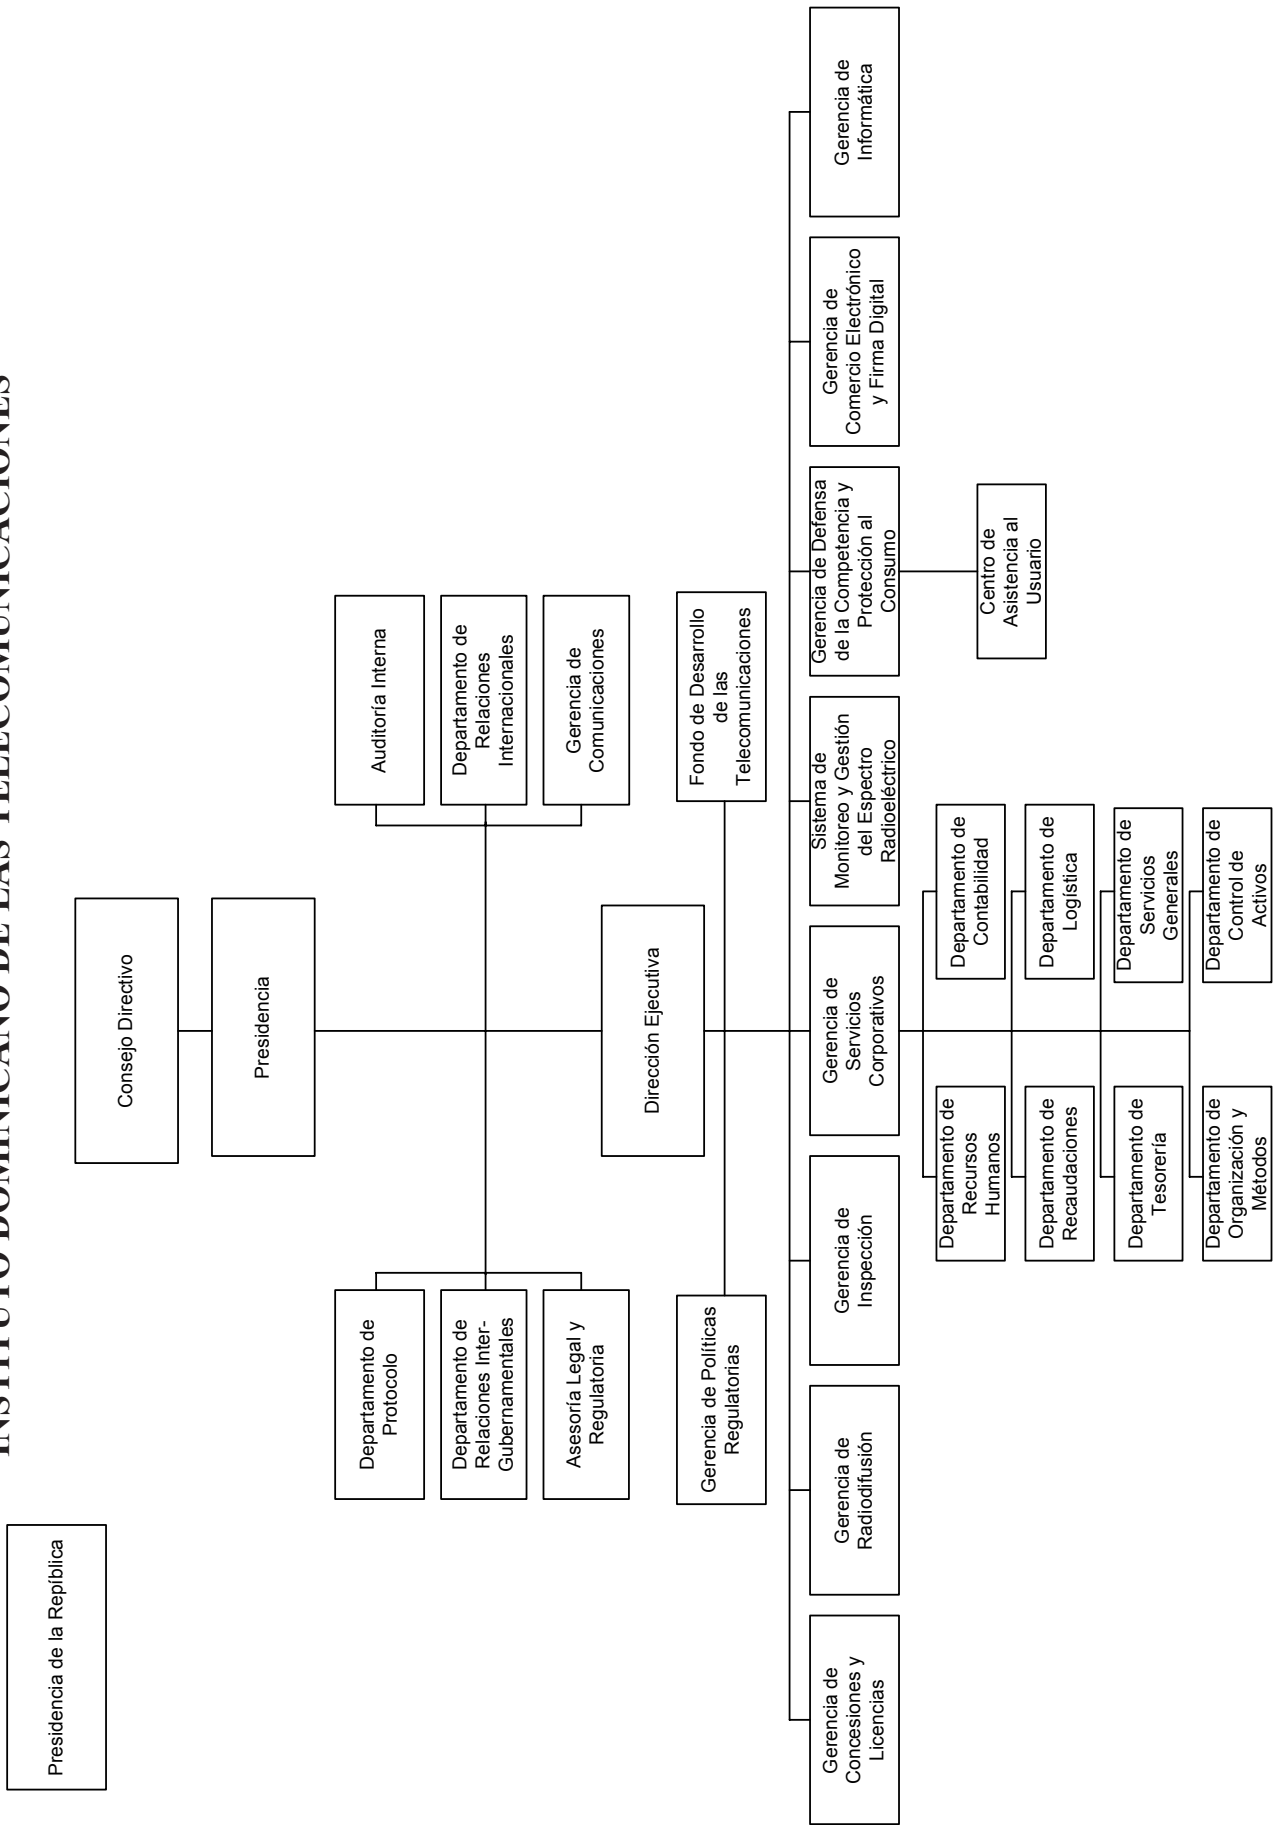 INSTITUTO DOMINICANO DE LAS TELECOMUNICACIONES
Presidencia de la Repíblica
Consejo Directivo
Presidencia
Departamento de
Protocolo
Auditoría Interna
Departamento de
Relaciones Inter-
Gubernamentales
Departamento de
Relaciones
Internacionales
Asesoría Legal y
Regulatoria
Gerencia de
Comunicaciones
Dirección Ejecutiva
Gerencia de Políticas
Regulatorias
Fondo de Desarrollo
de las
Telecomunicaciones
Gerencia de
Concesiones y
Licencias
Gerencia de
Radiodifusión
Gerencia de
Inspección
Gerencia de
Servicios
Corporativos
Sistema de
Monitoreo y Gestión
del Espectro
Radioeléctrico
Gerencia de Defensa
de la Competencia y
Protección al
Consumo
Gerencia de
Comercio Electrónico
y Firma Digital
Gerencia de
Informática
Departamento de
Recursos
Humanos
Departamento de
Contabilidad
Centro de
Asistencia al
Usuario
Departamento de
Recaudaciones
Departamento de
Logística
Departamento de
Tesorería
Departamento de
Servicios
Generales
Departamento de
Organización y
Métodos
Departamento de
Control de
Activos